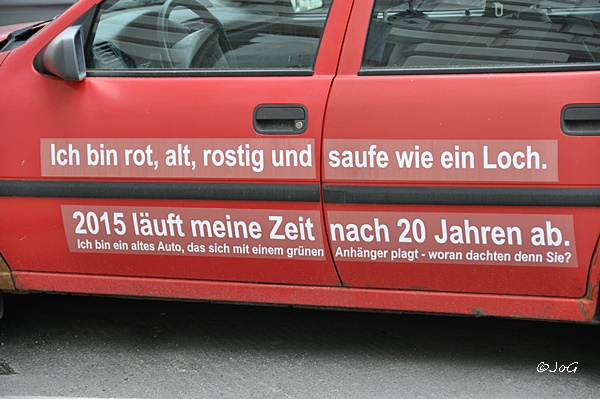 Ich bin rot, alt, rostig und saufe wie ein Loch.
2015 läuft meine Zeit nach 20 Jahren ab.
Ich bin ein altes Auto, das sich mit einem grünen Anhänger plagt - woran dachten denn Sie?
©JoG